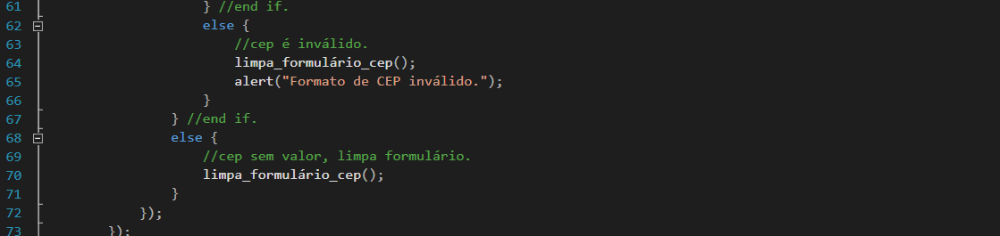 61 } //end if.
62 else {
63 //cep é inválido.
64 limpa_formulário_cep();
65 alert("Formato de CEP inválido.");
66 }
67 } //end if.
68 else {
69 //cep sem valor, limpa formulário.
70 limpa_formulário_cep();
71 }
72 });
73 });